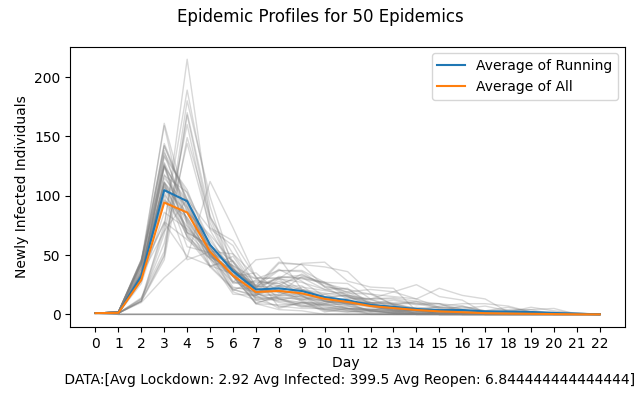 Epidemic Profiles for 50 Epidemics
Newly Infected Individuals
200
150
100
50
0
Average of Running
Average of All
0 1 2 3 4 5 6 7 8 9 10 11 12 13 14 15 16 17 18 19 20 21 22
Day
DATA:[Avg Lockdown: 2.92 Avg Infected: 399.5 Avg Reopen: 6.844444444444444]